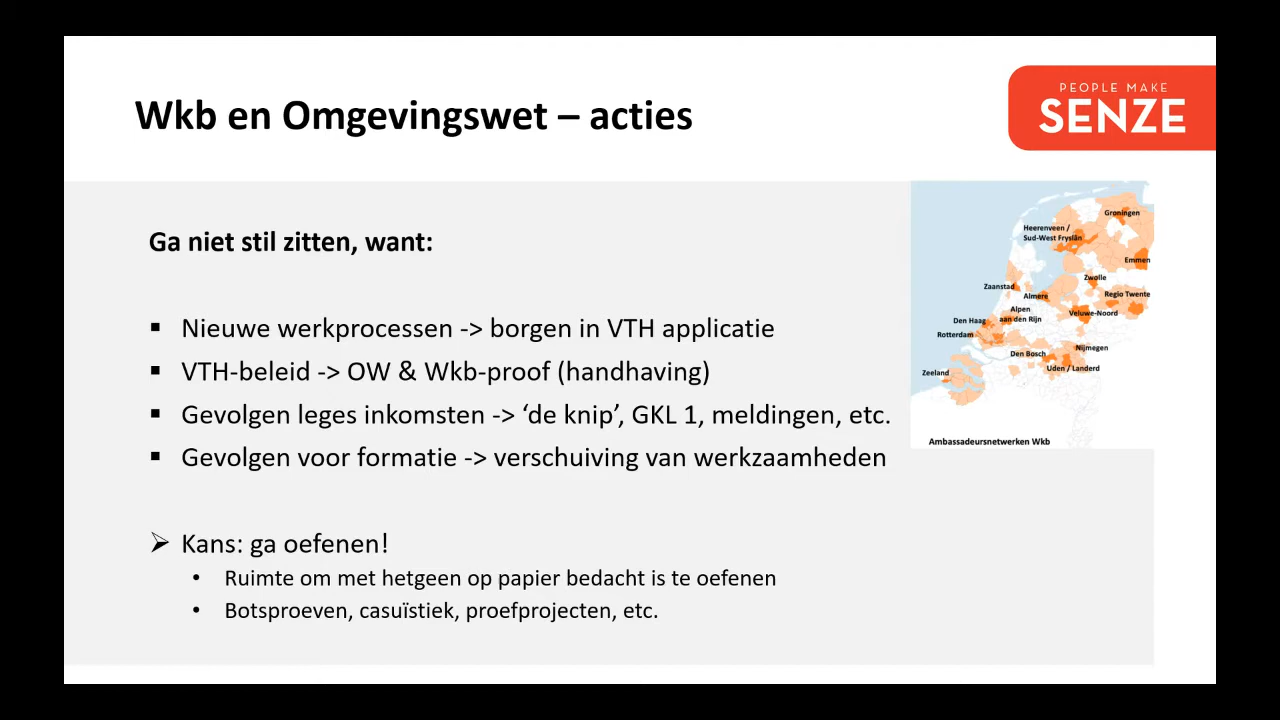 Wkb en Omgevingswet – acties
PEOPLE MAKE
SENZE
Ga niet stil zitten, want:
▪ Nieuwe werkprocessen -> borgen in VTH applicatie
▪ VTH-beleid -> OW & Wkb-proof (handhaving)
▪ Gevolgen leges inkomsten -> ‘de knip’, GKL 1, meldingen, etc.
▪ Gevolgen voor formatie -> verschuiving van werkzaamheden
➢ Kans: ga oefenen!
• Ruimte om met hetgeen op papier bedacht is te oefenen
• Botsproeven, casuïstiek, proefprojecten, etc.
Groningen
Heerenveen /
Sud-West Fryslân
Emmen
Zwolle
Zaanstad
Almere
Regio Twente
Alpen
aan den Rijn
Veluwe-Noord
Den Haag
Rotterdam
Nijmegen
Den Bosch
Uden / Landerd
Zeeland
Ambassadeursnetwerken Wkb